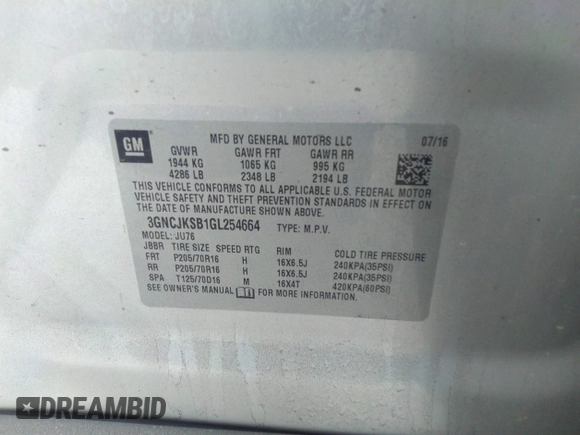 GM
MFD BY GENERAL MOTORS LLC 07/16
GVWR GAWR FRT GAWR RR
1944 KG 1065 KG 995 KG
4286 LB 2348 LB 2194 LB
THIS VEHICLE CONFORMS TO ALL APPLICABLE U.S. FEDERAL MOTOR
VEHICLE SAFETY AND THEFT PREVENTION STANDARDS IN EFFECT
ON THE DATE OF MANUFACTURE SHOWN ABOVE.
3GNCJKSB1GL254664 TYPE: M.P.V.
MODEL: JU76
JBBR TIRE SIZE SPEED RTG RIM COLD TIRE PRESSURE
FRT P205/70R16 H 16X6.5J 240KPA(35PSI)
RR P205/70R16 H 16X6.5J 240KPA(35PSI)
SPA T125/70D16 M 16X4T 420KPA(60PSI)
SEE OWNER'S MANUAL FOR MORE INFORMATION.
DREAMBID